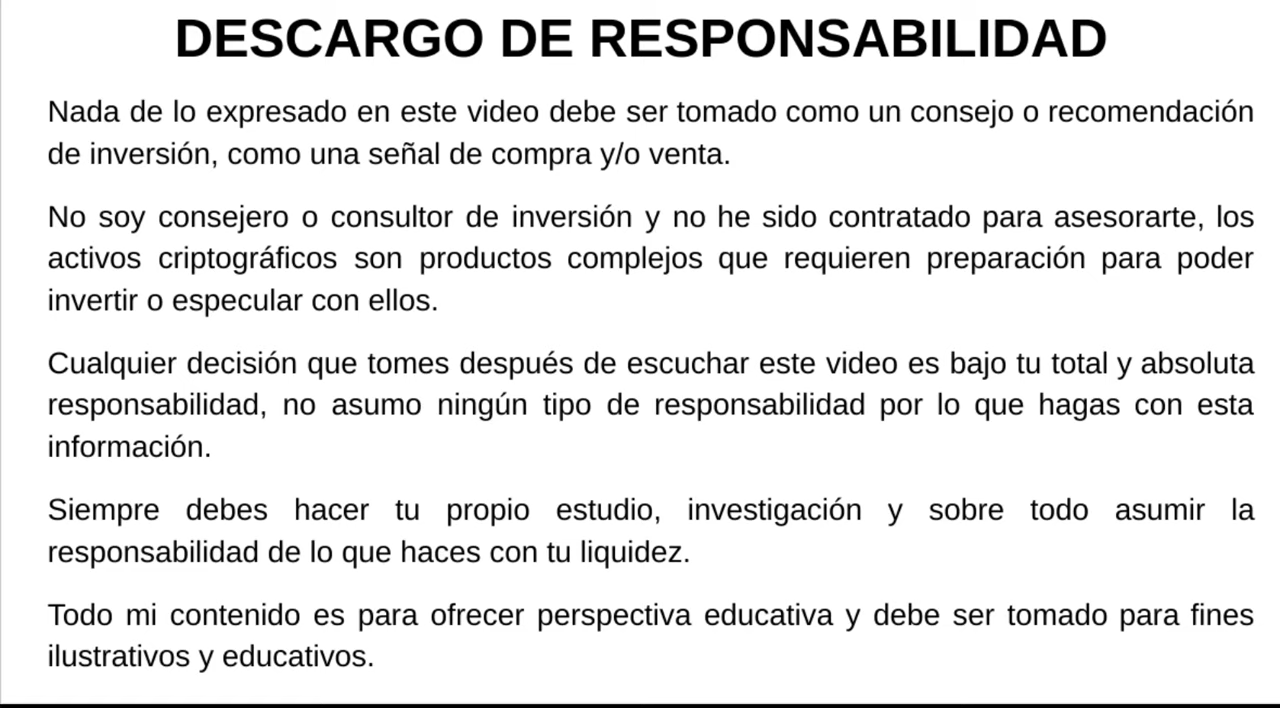 DESCARGO DE RESPONSABILIDAD
Nada de lo expresado en este video debe ser tomado como un consejo o recomendación
de inversión, como una señal de compra y/o venta.
No soy consejero o consultor de inversión y no he sido contratado para asesorarte, los
activos criptográficos son productos complejos que requieren preparación para poder
invertir o especular con ellos.
Cualquier decisión que tomes después de escuchar este video es bajo tu total y absoluta
responsabilidad, no asumo ningún tipo de responsabilidad por lo que hagas con esta
información.
Siempre debes hacer tu propio estudio, investigación y sobre todo asumir la
responsabilidad de lo que haces con tu liquidez.
Todo mi contenido es para ofrecer perspectiva educativa y debe ser tomado para fines
ilustrativos y educativos.